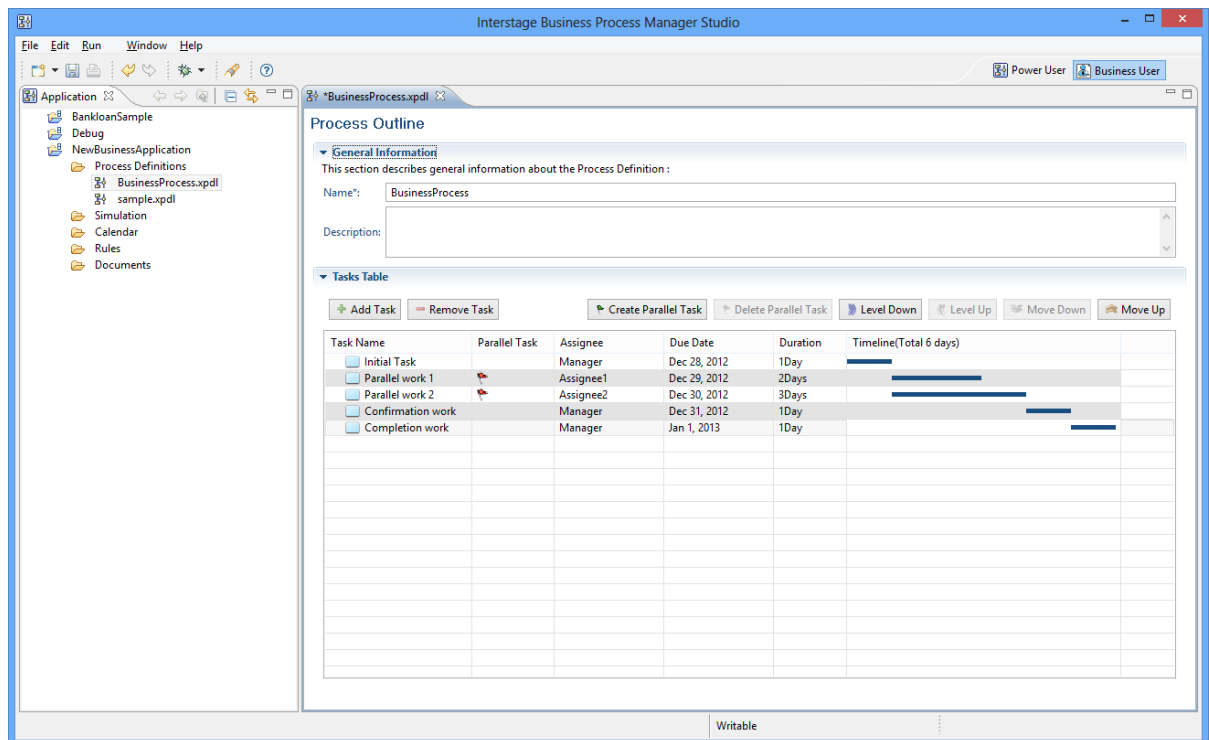 Interstage Business Process Manager Studio
File Edit Run Window Help
Power User Business User
Application
BankloanSample
Debug
NewBusinessApplication
Process Definitions
BusinessProcess.xpdl
sample.xpdl
Simulation
Calendar
Rules
Documents
*BusinessProcess.xpdl
Process Outline
General Information
This section describes general information about the Process Definition :
Name*: BusinessProcess
Description:
Tasks Table
Add Task Remove Task Create Parallel Task Delete Parallel Task Level Down Level Up Move Down Move Up
Task Name Parallel Task Assignee Due Date Duration Timeline(Total 6 days)
Initial Task Manager Dec 28, 2012 1Day
Parallel work 1 Assignee1 Dec 29, 2012 2Days
Parallel work 2 Assignee2 Dec 30, 2012 3Days
Confirmation work Manager Dec 31, 2012 1Day
Completion work Manager Jan 1, 2013 1Day
Writable